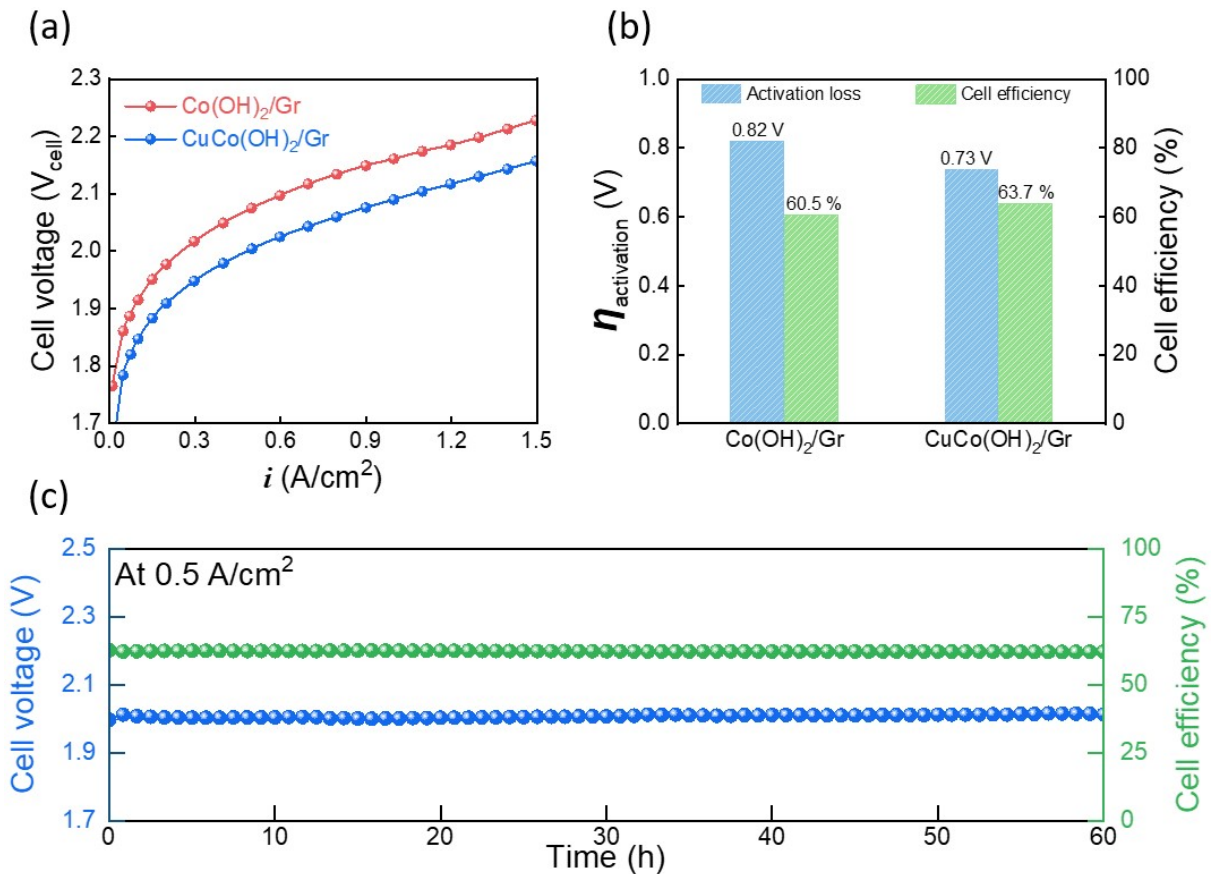 (a)
2.3
2.2
2.1
2.0
1.9
1.8
1.7
Cell voltage (V_cell)
Co(OH)₂/Gr
CuCo(OH)₂/Gr
0.0 0.3 0.6 0.9 1.2 1.5
i (A/cm²)
(b)
1.0
0.8
0.6
0.4
0.2
0.0
η_activation (V)
Activation loss
Cell efficiency
0.82 V
60.5 %
0.73 V
63.7 %
100
80
60
40
20
0
Cell efficiency (%)
Co(OH)₂/Gr CuCo(OH)₂/Gr
(c)
2.5
2.3
2.1
1.9
1.7
Cell voltage (V)
At 0.5 A/cm²
100
75
50
25
0
Cell efficiency (%)
0 10 20 30 40 50 60
Time (h)